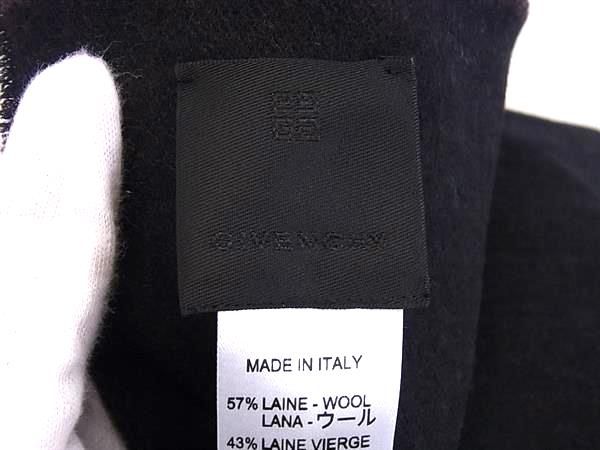 GIVENCHY
MADE IN ITALY
57% LAINE - WOOL
LANA - ウール
43% LAINE VIERGE